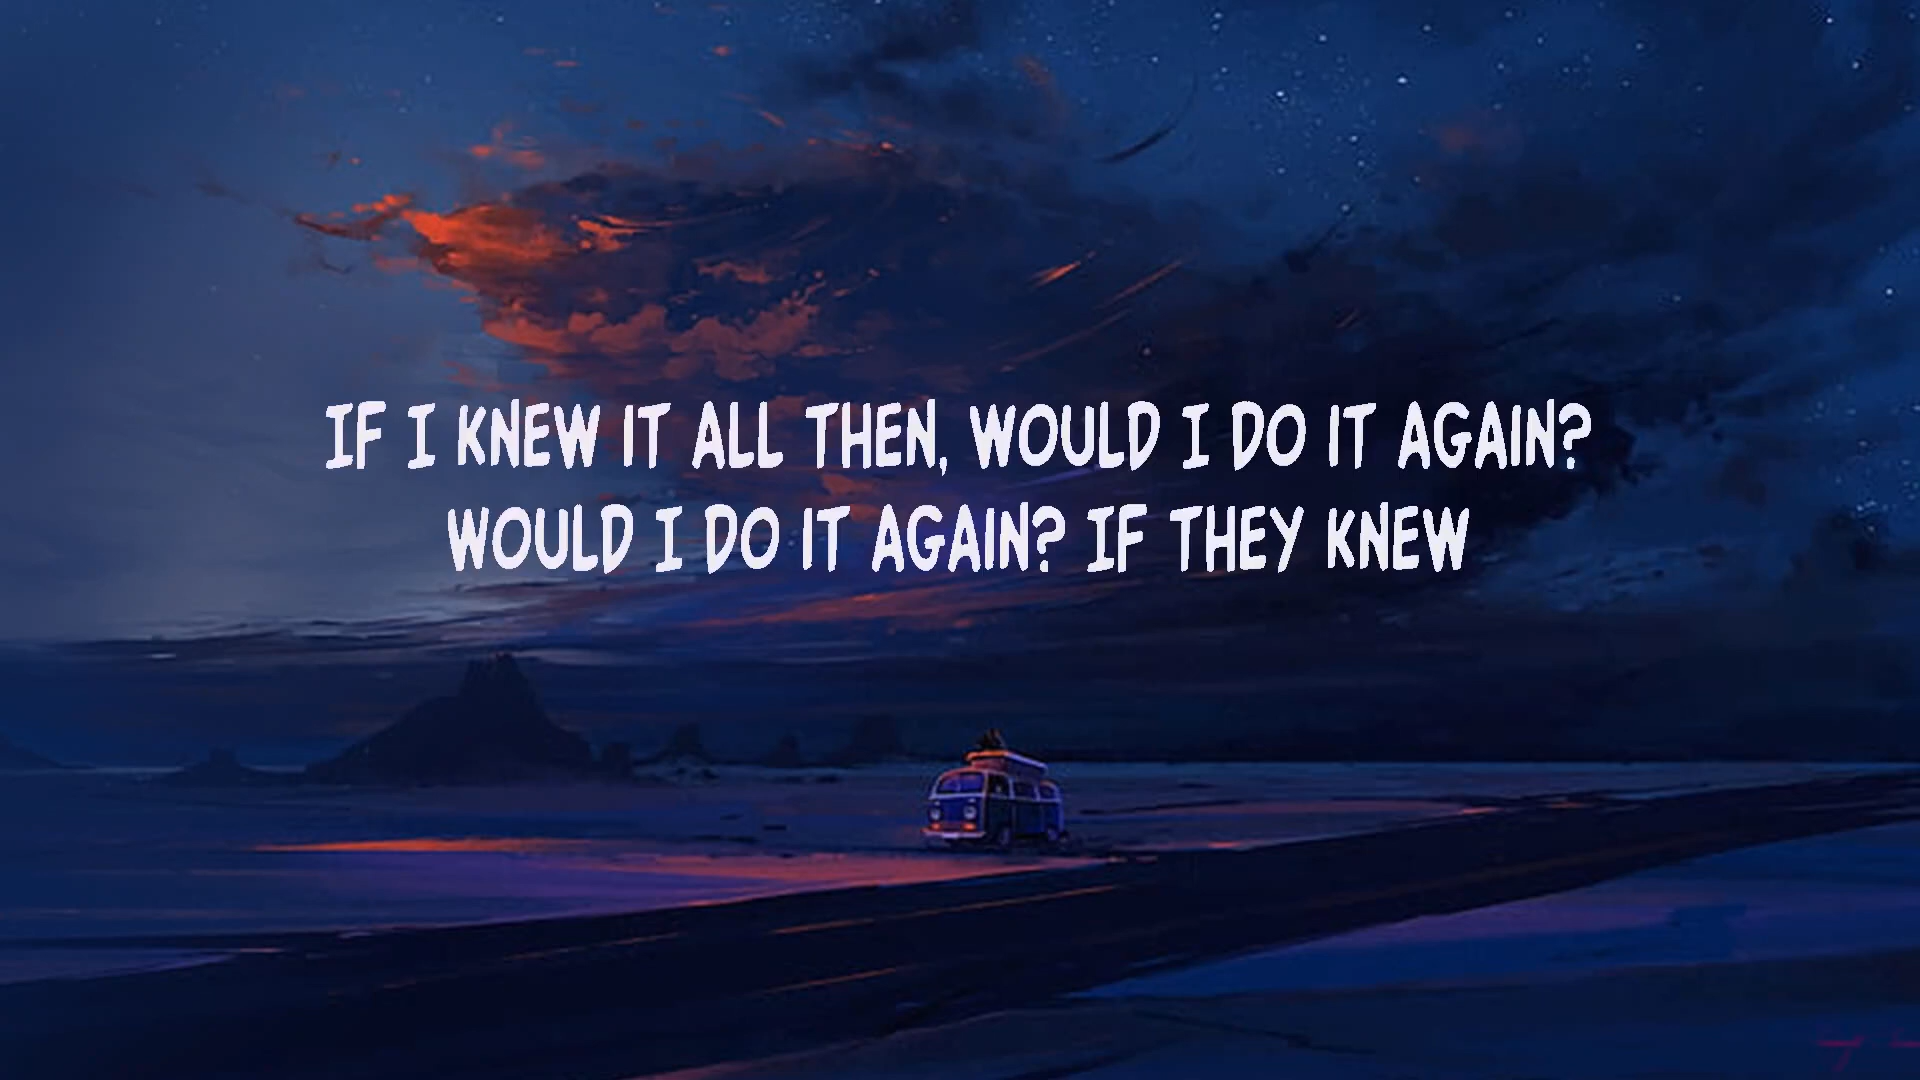 IF I KNEW IT ALL THEN, WOULD I DO IT AGAIN?
WOULD I DO IT AGAIN? IF THEY KNEW